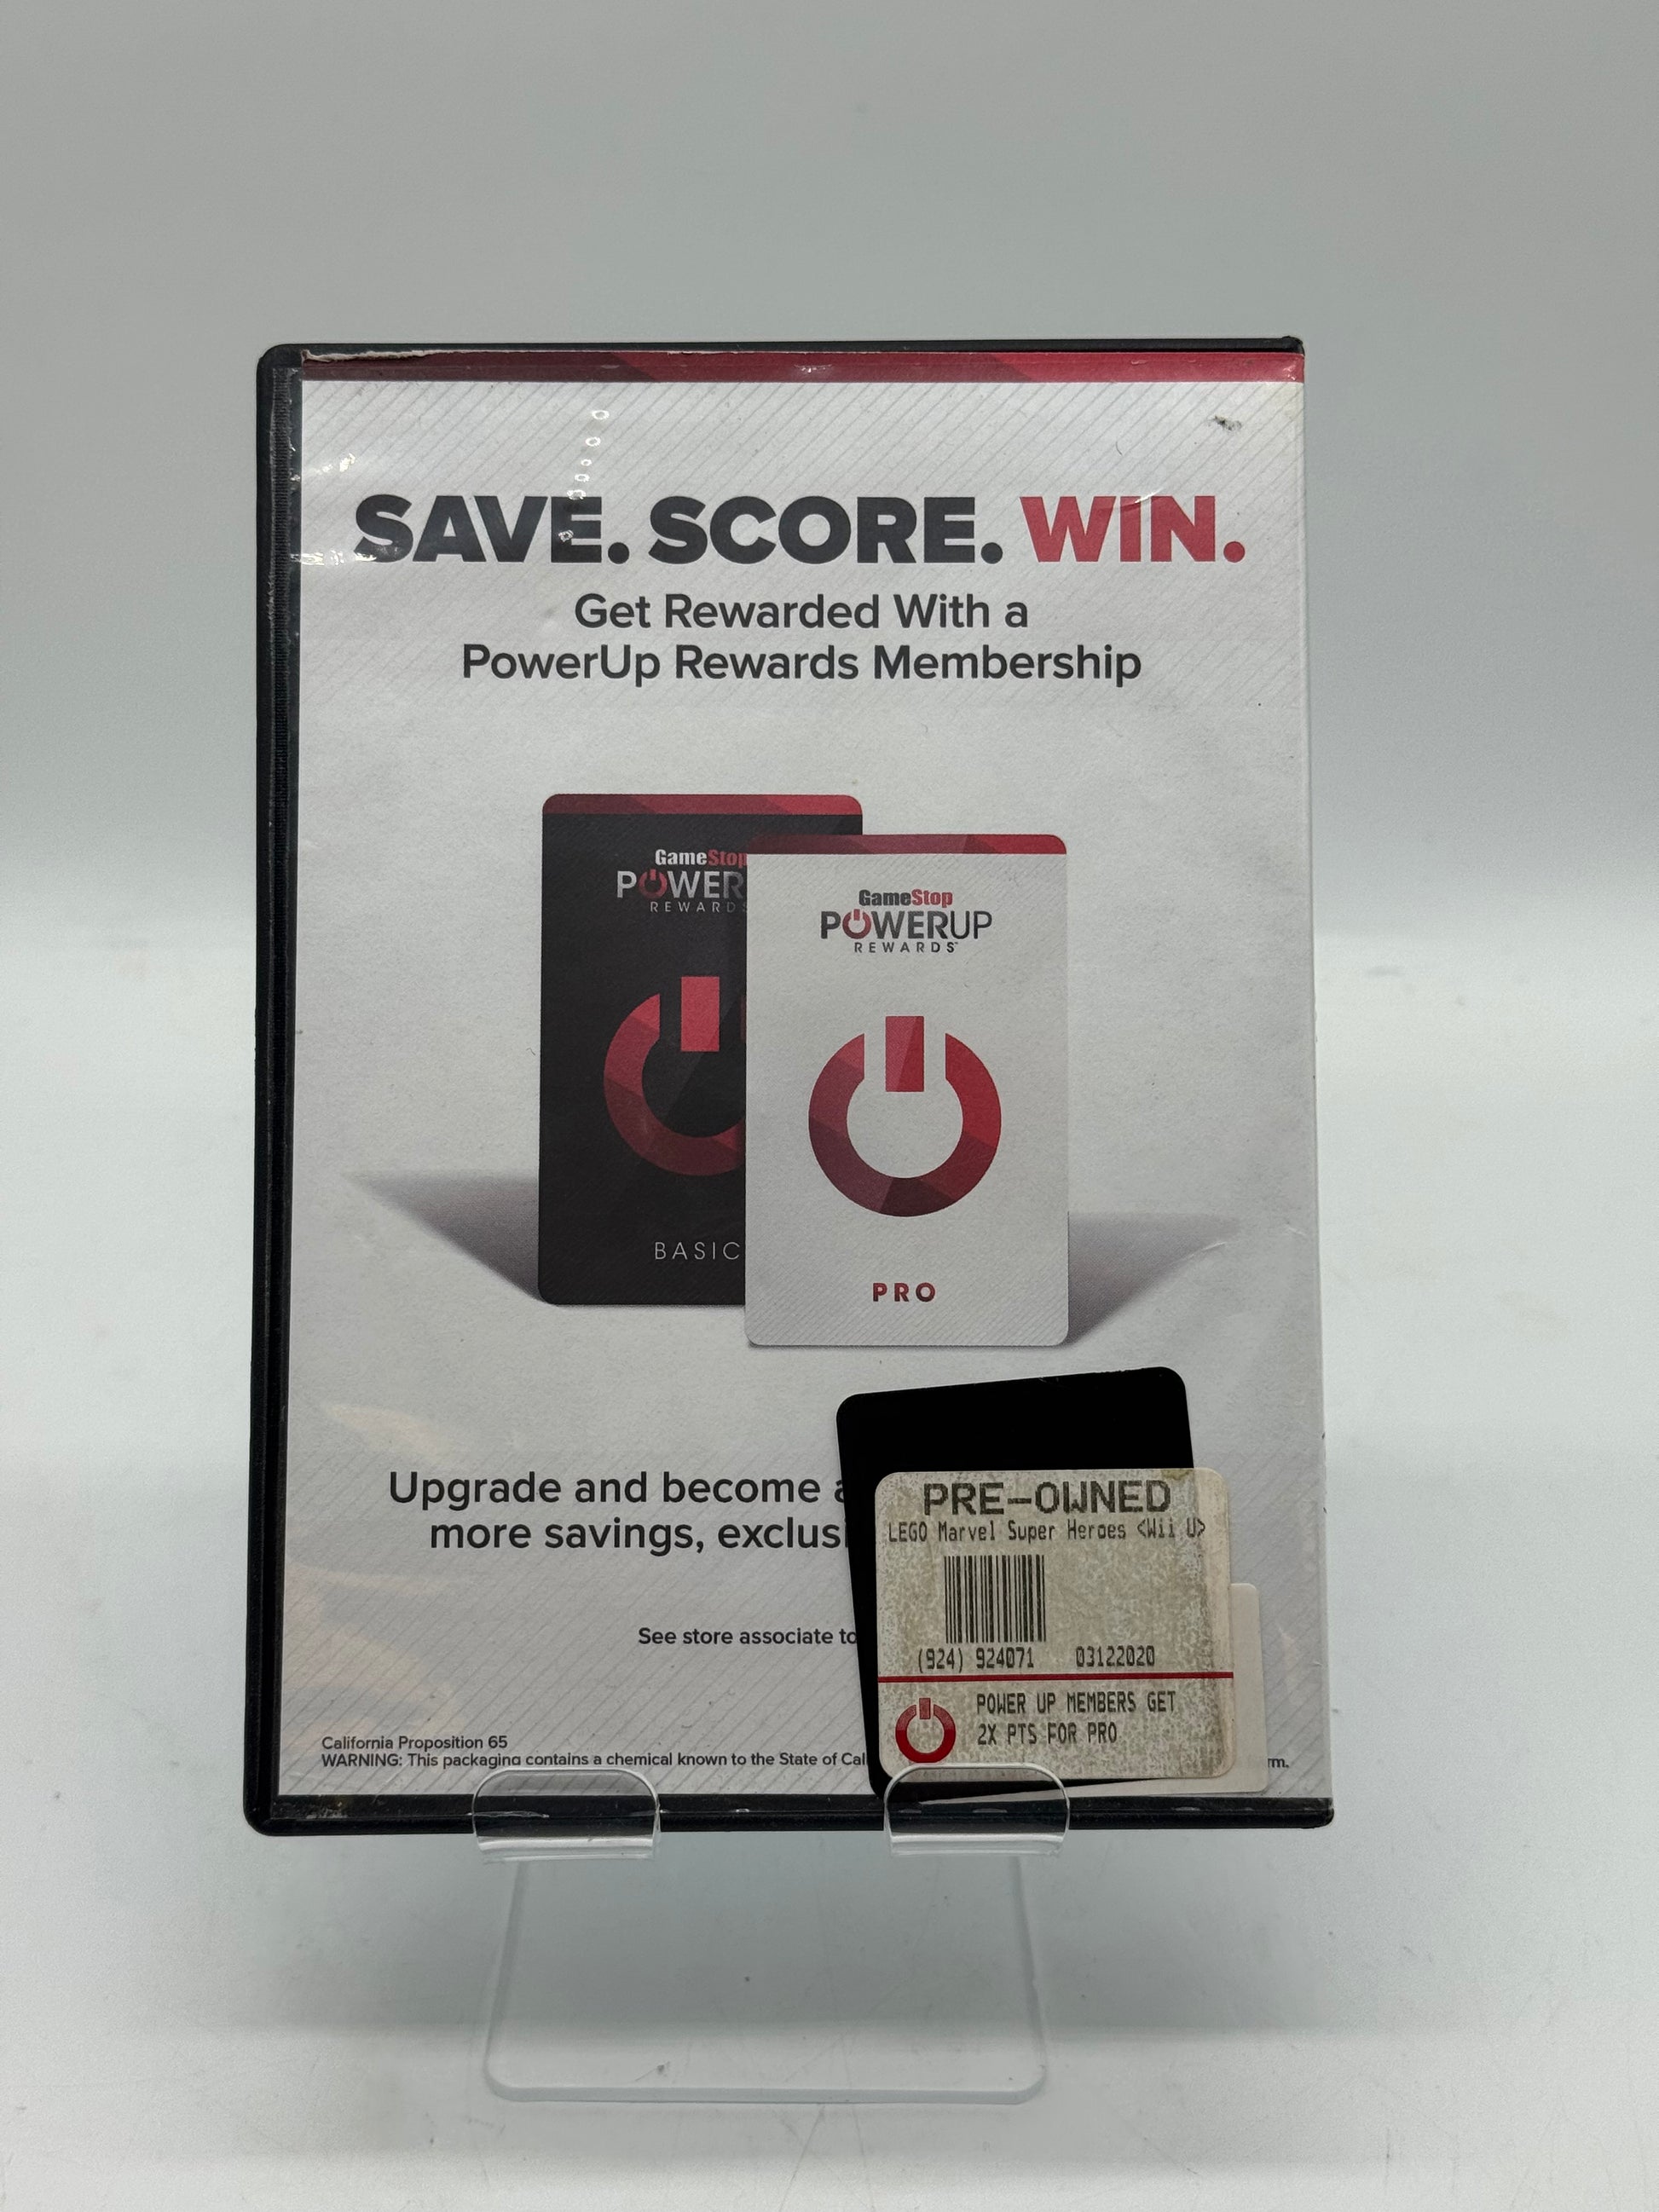 SAVE. SCORE. WIN.
Get Rewarded With a
PowerUp Rewards Membership
GameStop
POWER
REWARDS
BASIC
GameStop
POWERUP
REWARDS™
PRO
Upgrade and become a
more savings, exclusi
See store associate to
PRE-OWNED
LEGO Marvel Super Heroes <Wii U>
(924) 924071 03122020
POWER UP MEMBERS GET
2X PTS FOR PRO
California Proposition 65
WARNING: This packaging contains a chemical known to the State of Cal
rm.